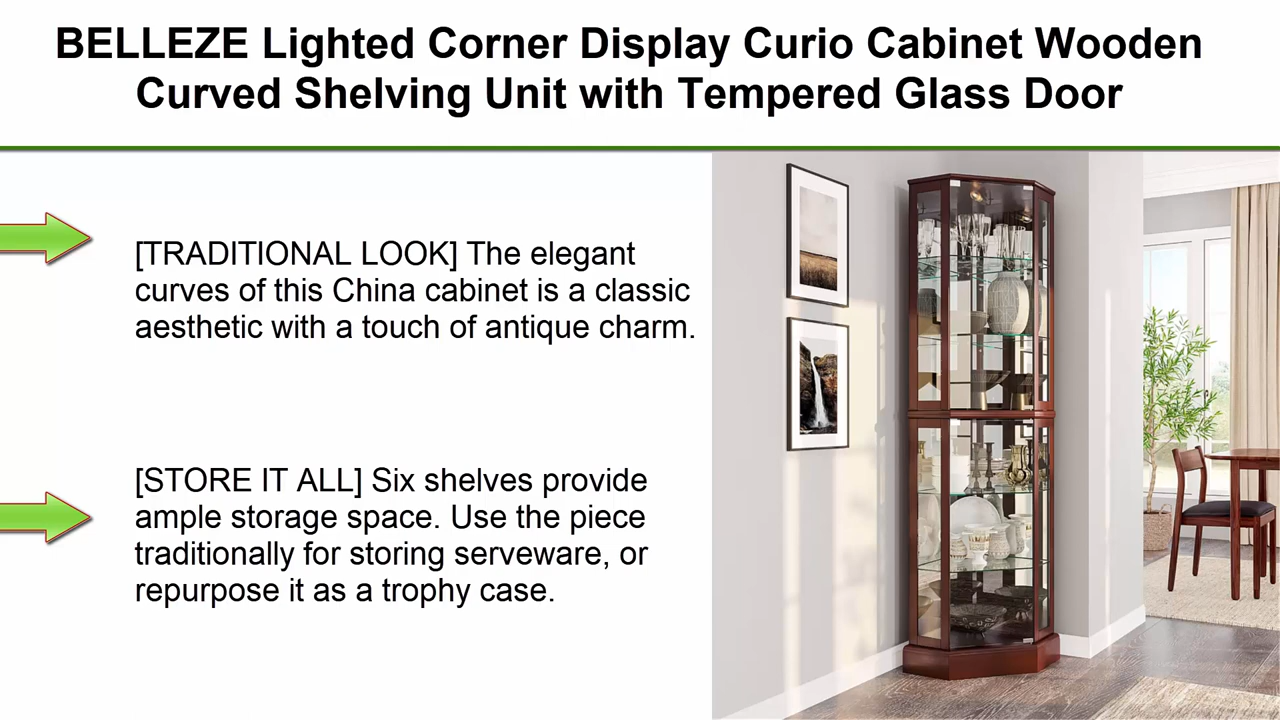 BELLEZE Lighted Corner Display Curio Cabinet Wooden
Curved Shelving Unit with Tempered Glass Door
[TRADITIONAL LOOK] The elegant
curves of this China cabinet is a classic
aesthetic with a touch of antique charm.
[STORE IT ALL] Six shelves provide
ample storage space. Use the piece
traditionally for storing serveware, or
repurpose it as a trophy case.